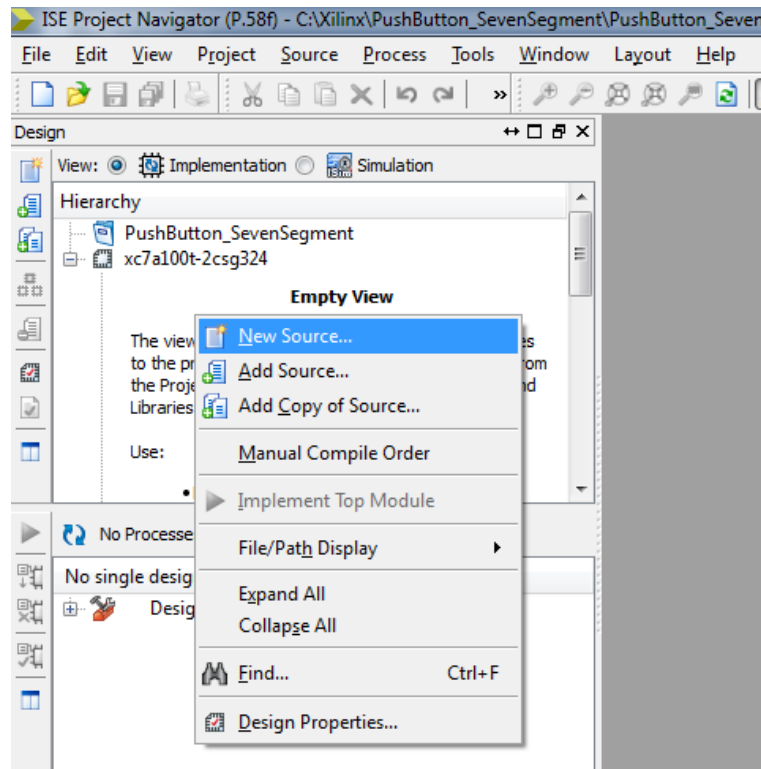 ISE Project Navigator (P.58f) - C:\Xilinx\PushButton_SevenSegment\PushButton_Seven
File Edit View Project Source Process Tools Window Layout Help
»
Design
View: Implementation Simulation
Hierarchy
PushButton_SevenSegment
xc7a100t-2csg324
Empty View
The view
to the pr
the Proje
Libraries
Use:
New Source...
Add Source...
Add Copy of Source...
Manual Compile Order
Implement Top Module
File/Path Display
Expand All
Collapse All
Find... Ctrl+F
Design Properties...
No Processe
No single desig
Desig